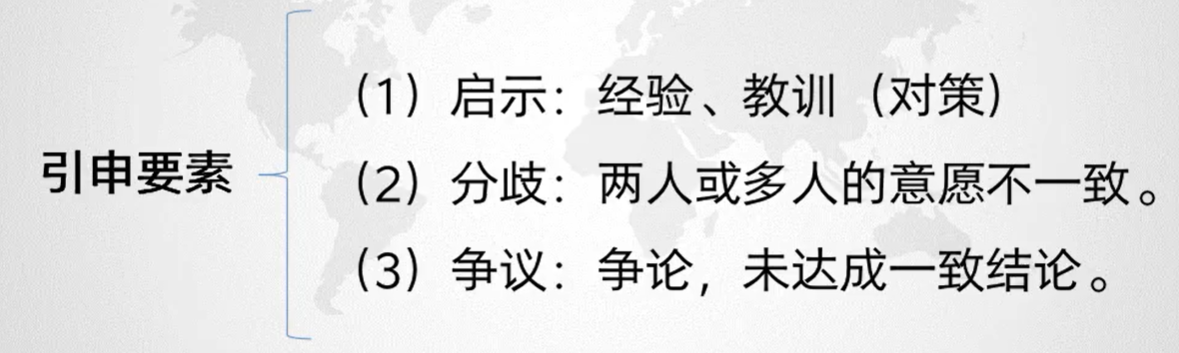 引申要素
（1）启示：经验、教训（对策）
（2）分歧：两人或多人的意愿不一致。
（3）争议：争论，未达成一致结论。